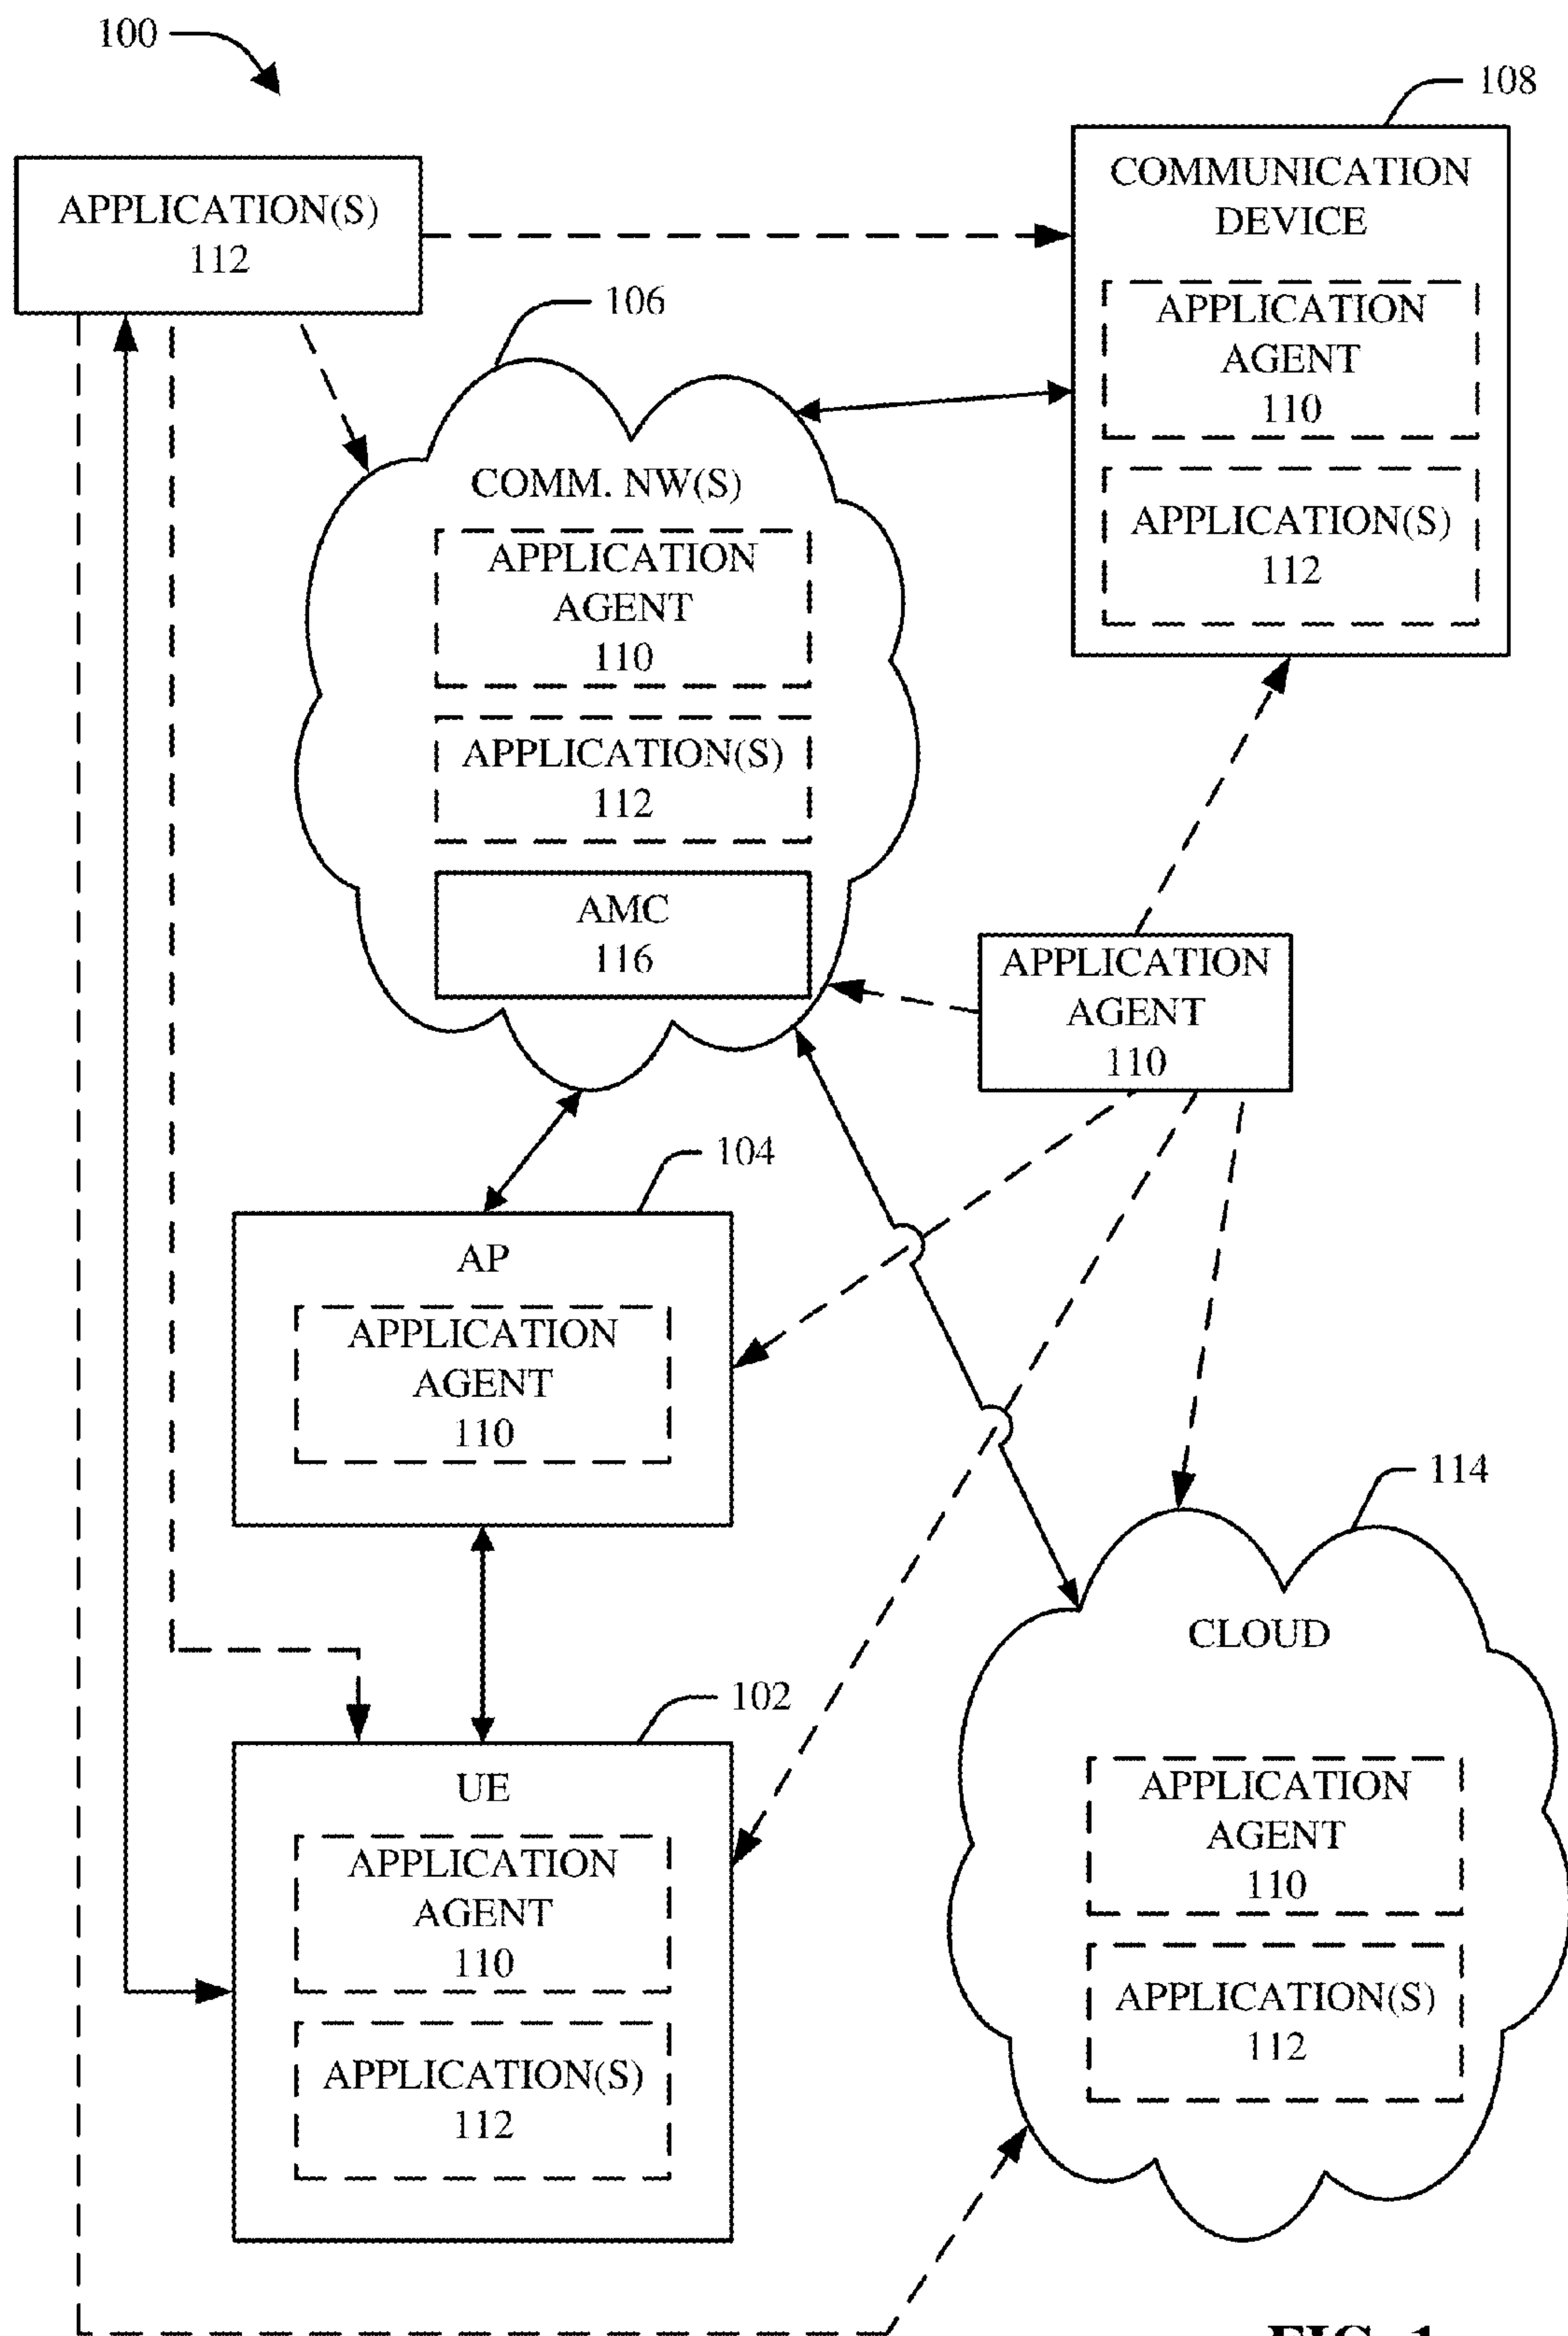 100
108
APPLICATION(S)
112
COMMUNICATION
DEVICE
APPLICATION
AGENT
110
APPLICATION(S)
112
106
COMM. NW(S)
APPLICATION
AGENT
110
APPLICATION(S)
112
AMC
116
APPLICATION
AGENT
110
104
AP
APPLICATION
AGENT
110
114
CLOUD
APPLICATION
AGENT
110
APPLICATION(S)
112
102
UE
APPLICATION
AGENT
110
APPLICATION(S)
112
FIG. 1